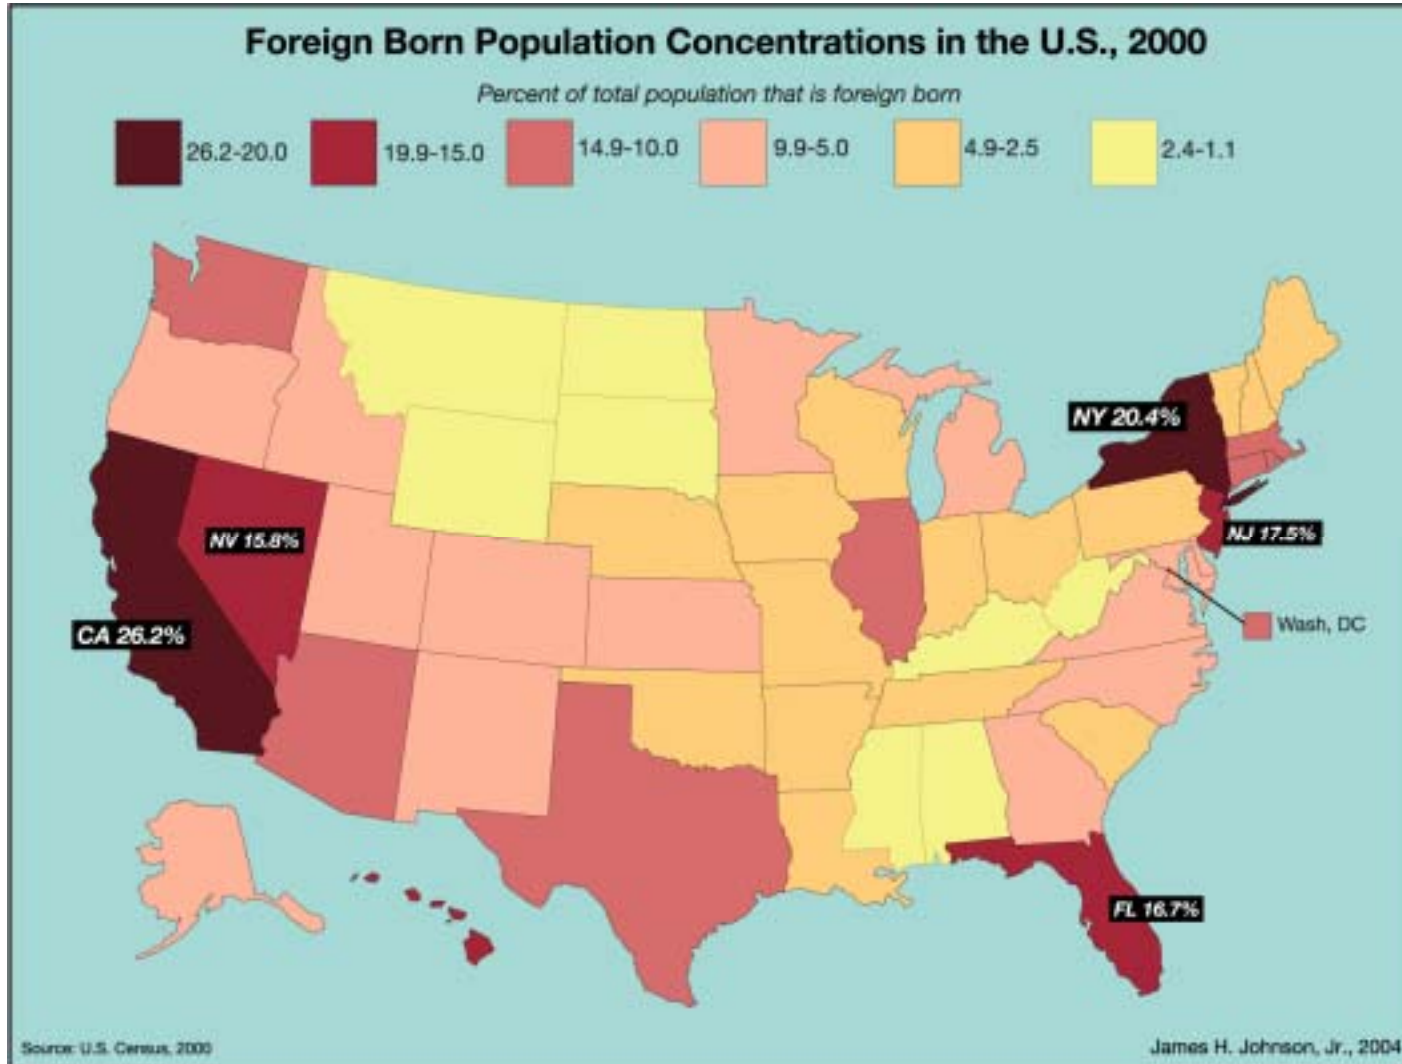 Foreign Born Population Concentrations in the U.S., 2000
Percent of total population that is foreign born
26.2-20.0
19.9-15.0
14.9-10.0
9.9-5.0
4.9-2.5
2.4-1.1
NY 20.4%
NV 15.8%
NJ 17.5%
CA 26.2%
Wash, DC
FL 16.7%
Source: U.S. Census, 2000
James H. Johnson, Jr., 2004